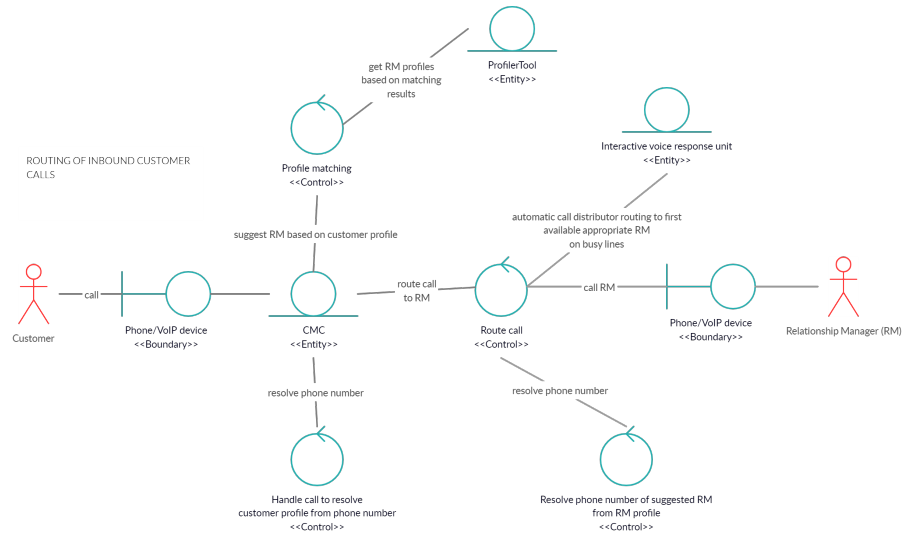 ProfilerTool
<<Entity>>
get RM profiles
based on matching
results
Interactive voice response unit
<<Entity>>
Profile matching
<<Control>>
ROUTING OF INBOUND CUSTOMER
CALLS
automatic call distributor routing to first
available appropriate RM
on busy lines
suggest RM based on customer profile
call
route call
to RM
call RM
Customer
Phone/VoIP device
<<Boundary>>
CMC
<<Entity>>
Route call
<<Control>>
Phone/VoIP device
<<Boundary>>
Relationship Manager (RM)
resolve phone number
resolve phone number
Handle call to resolve
customer profile from phone number
<<Control>>
Resolve phone number of suggested RM
from RM profile
<<Control>>